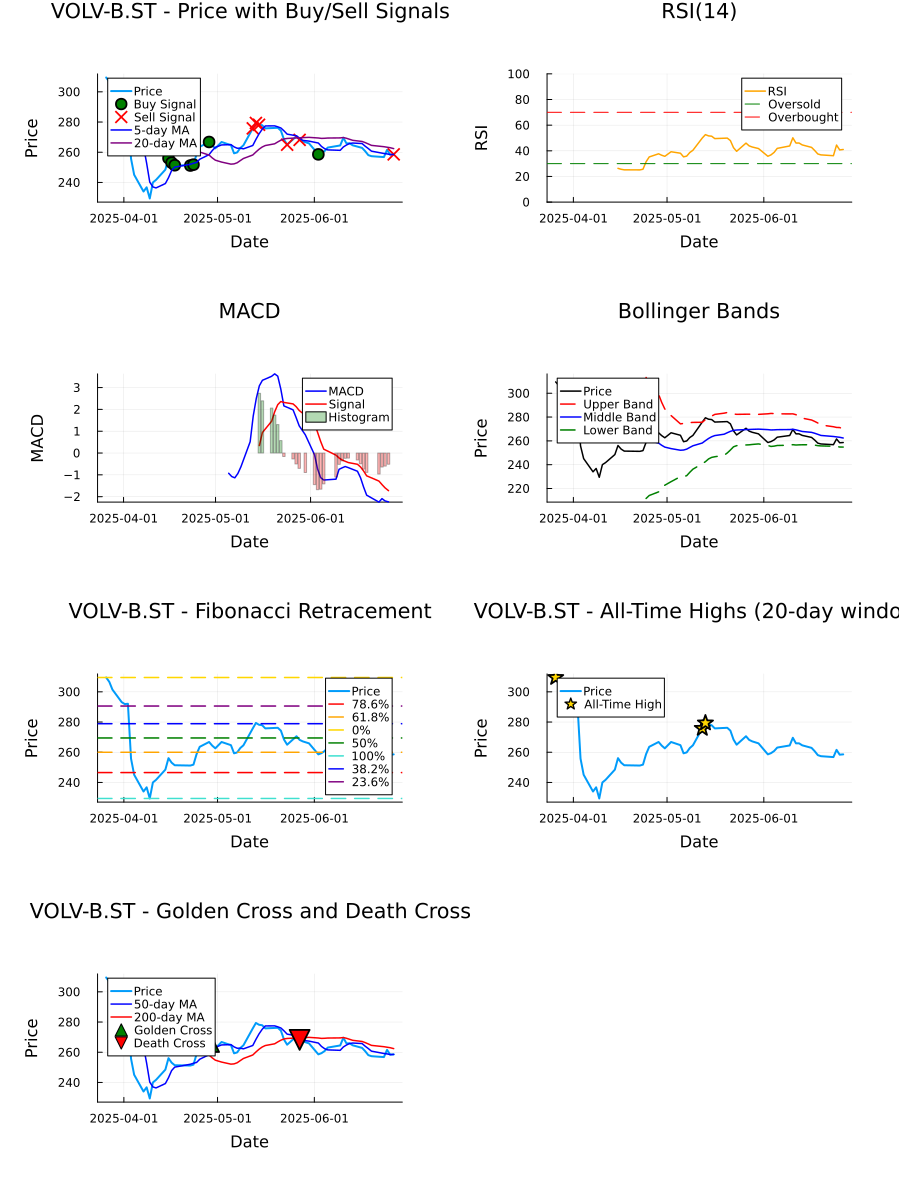 VOLV-B.ST - Price with Buy/Sell Signals
Price
300
280
260
240
Price
Buy Signal
Sell Signal
5-day MA
20-day MA
2025-04-01
2025-05-01
2025-06-01
Date
RSI(14)
RSI
100
80
60
40
20
0
RSI
Oversold
Overbought
2025-04-01
2025-05-01
2025-06-01
Date
MACD
MACD
3
2
1
0
−1
−2
MACD
Signal
Histogram
2025-04-01
2025-05-01
2025-06-01
Date
Bollinger Bands
Price
300
280
260
240
220
Price
Upper Band
Middle Band
Lower Band
2025-04-01
2025-05-01
2025-06-01
Date
VOLV-B.ST - Fibonacci Retracement
Price
300
280
260
240
Price
78.6%
61.8%
0%
50%
100%
38.2%
23.6%
2025-04-01
2025-05-01
2025-06-01
Date
VOLV-B.ST - All-Time Highs (20-day windo
Price
300
280
260
240
Price
All-Time High
2025-04-01
2025-05-01
2025-06-01
Date
VOLV-B.ST - Golden Cross and Death Cross
Price
300
280
260
240
Price
50-day MA
200-day MA
Golden Cross
Death Cross
2025-04-01
2025-05-01
2025-06-01
Date